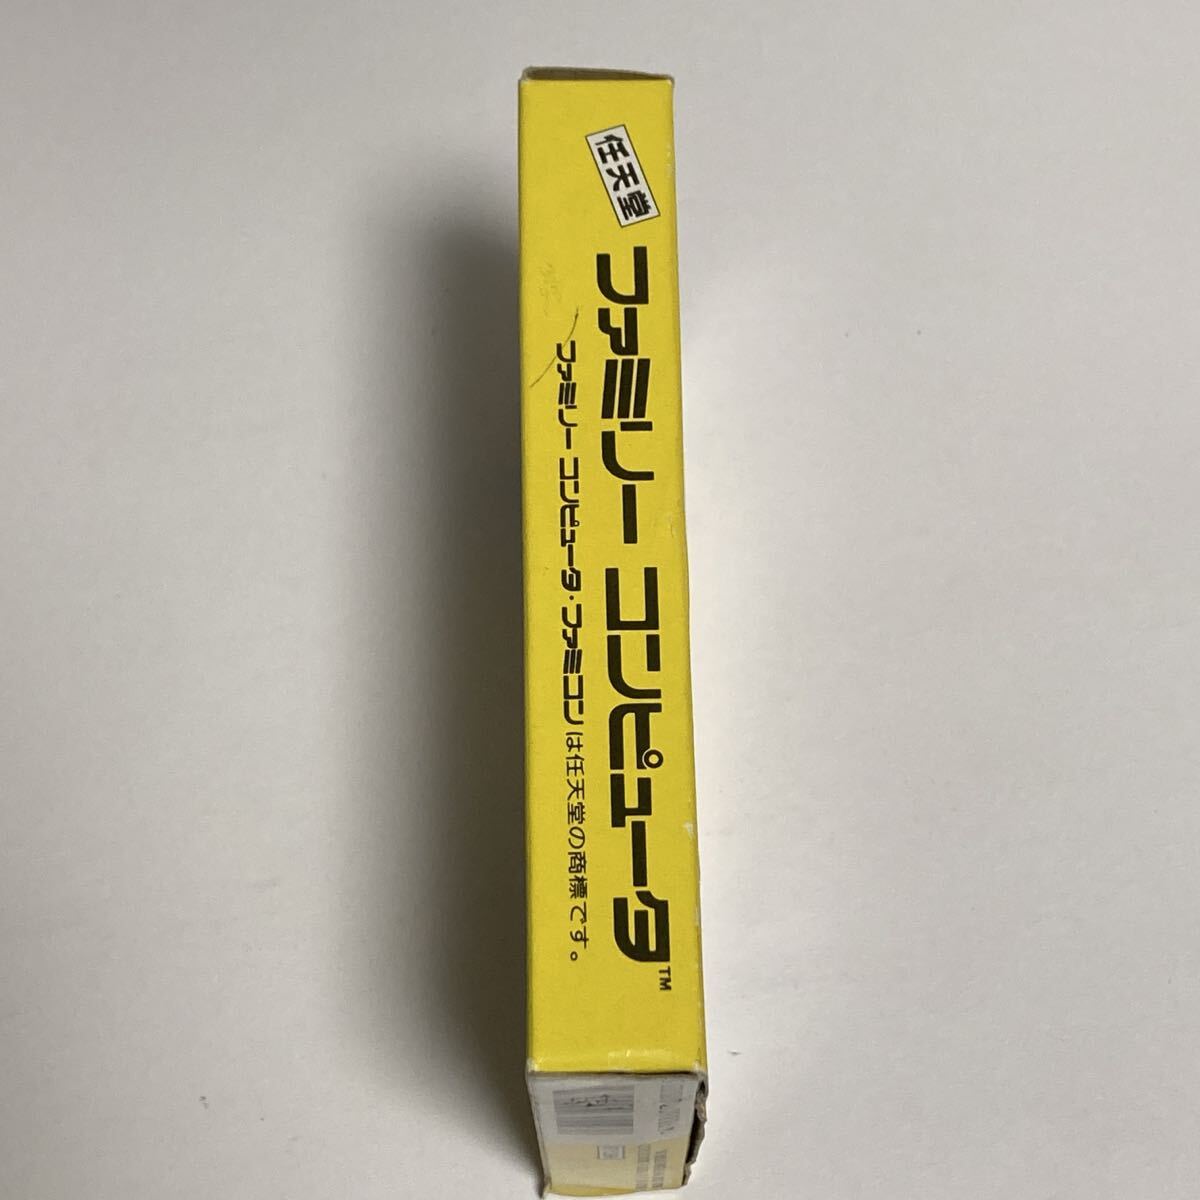 任天堂
ファミリー コンピュータ™
ファミリー コンピュータ・ファミコンは任天堂の商標です。